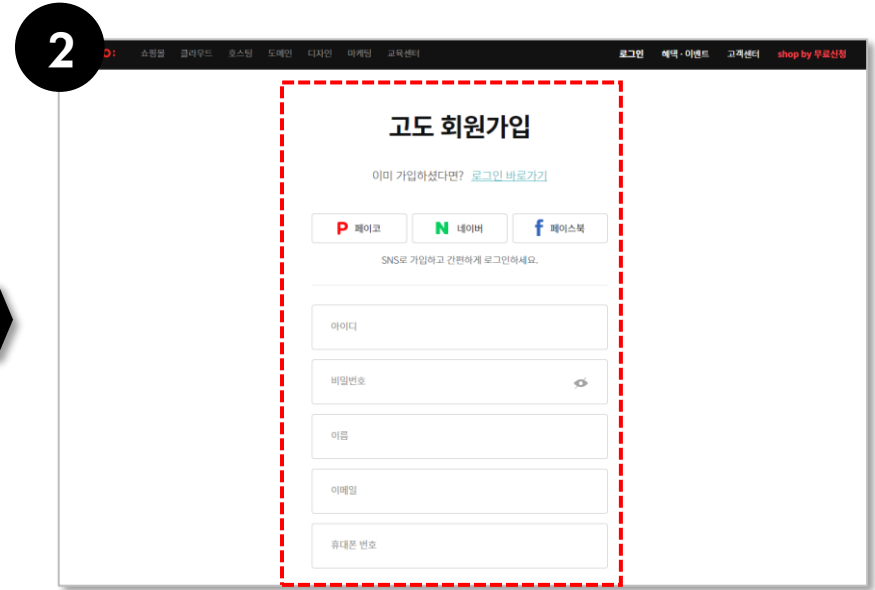 2
쇼핑몰 클라우드 호스팅 도메인 디자인 마케팅 교육센터 로그인 혜택·이벤트 고객센터 shop by 무료신청
고도 회원가입
이미 가입하셨다면? 로그인 바로가기
P 페이코 N 네이버 f 페이스북
SNS로 가입하고 간편하게 로그인하세요.
아이디
비밀번호
이름
이메일
휴대폰 번호